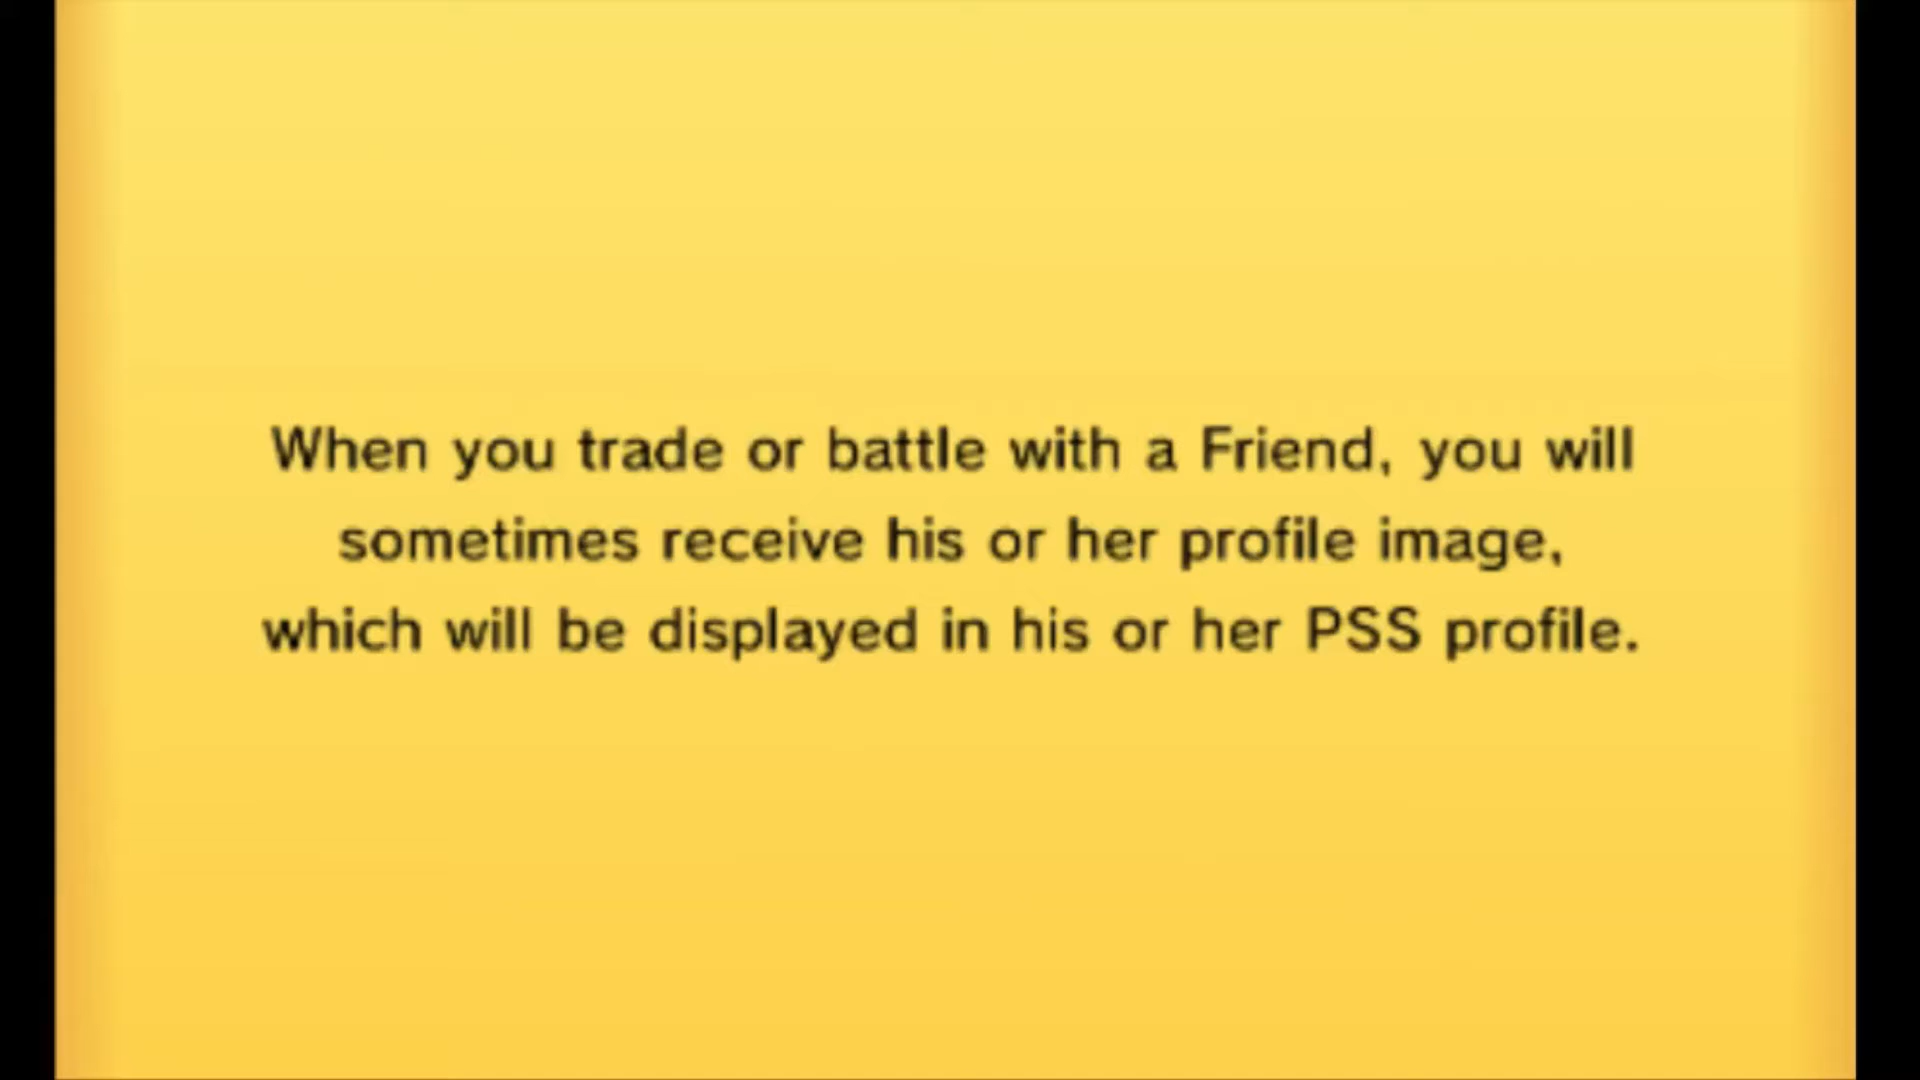 When you trade or battle with a Friend, you will
sometimes receive his or her profile image,
which will be displayed in his or her PSS profile.